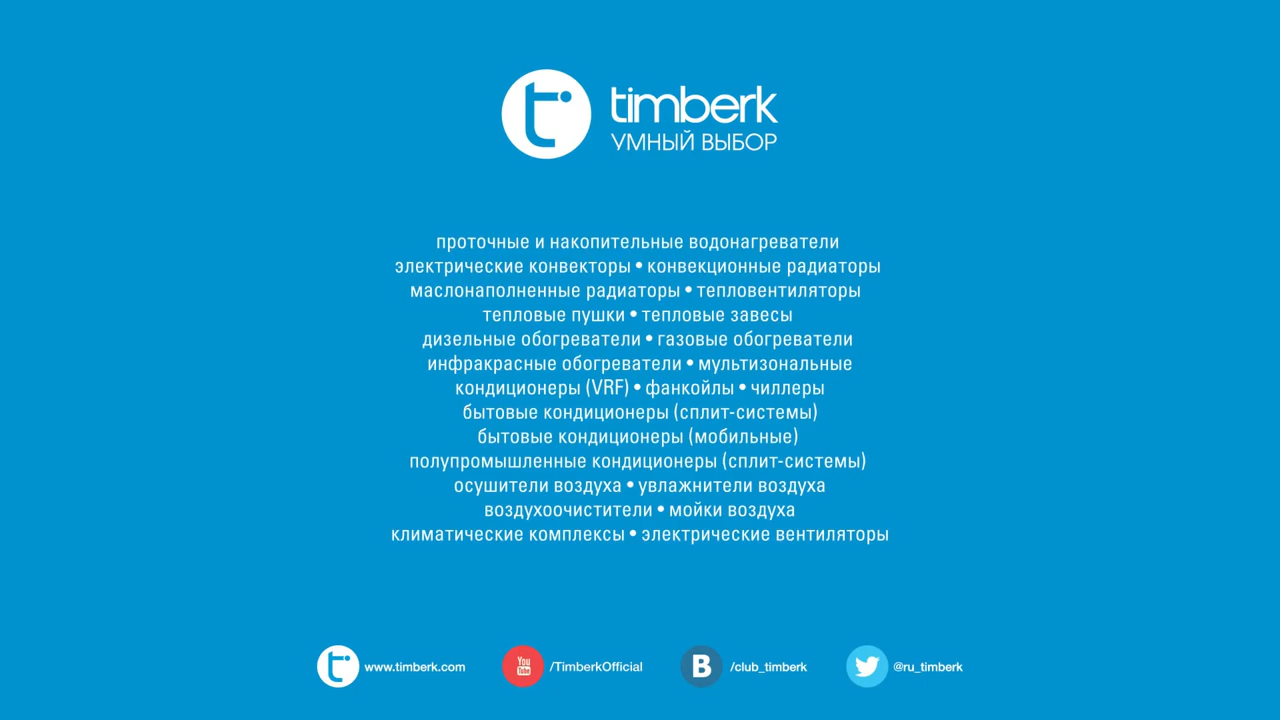 timberk
УМНЫЙ ВЫБОР
проточные и накопительные водонагреватели
электрические конвекторы • конвекционные радиаторы
маслонаполненные радиаторы • тепловентиляторы
тепловые пушки • тепловые завесы
дизельные обогреватели • газовые обогреватели
инфракрасные обогреватели • мультизональные
кондиционеры (VRF) • фанкойлы • чиллеры
бытовые кондиционеры (сплит-системы)
бытовые кондиционеры (мобильные)
полупромышленные кондиционеры (сплит-системы)
осушители воздуха • увлажнители воздуха
воздухоочистители • мойки воздуха
климатические комплексы • электрические вентиляторы
www.timberk.com You Tube /TimberkOfficial B /club_timberk @ru_timberk